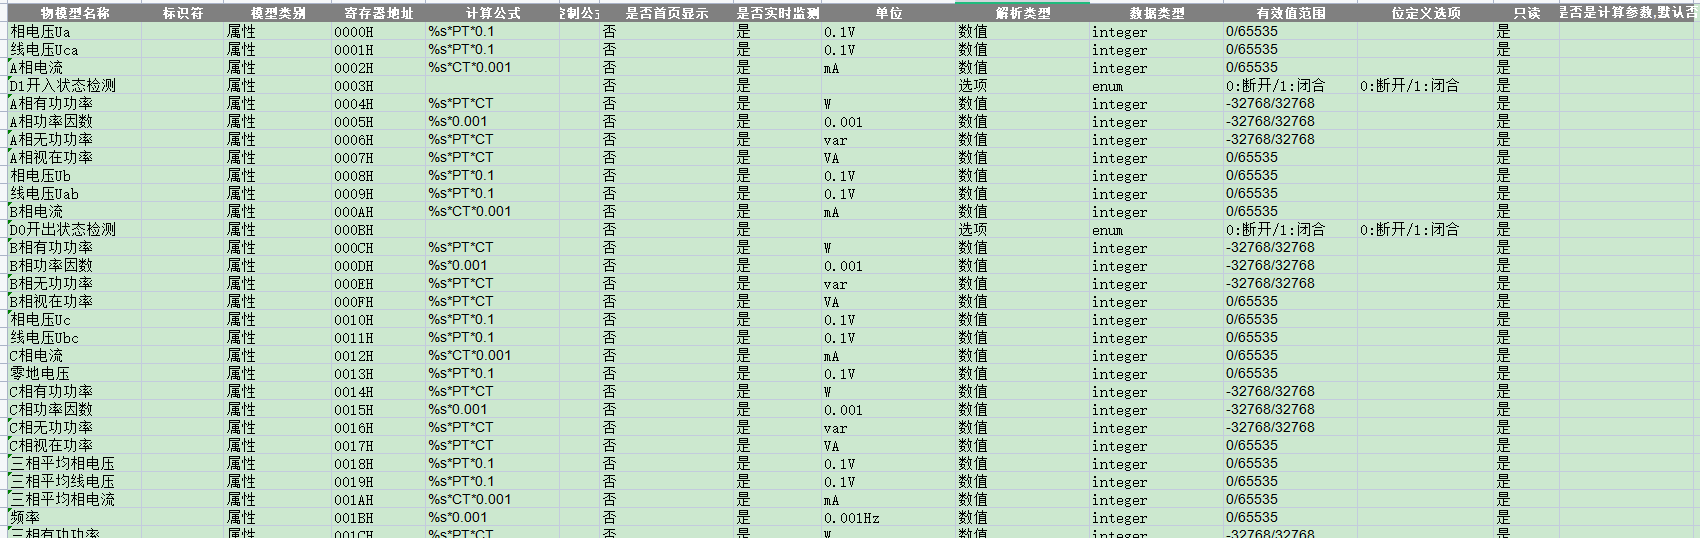 物模型名称 标识符 模型类别 寄存器地址 计算公式 控制公式 是否首页显示 是否实时监测 单位 解析类型 数据类型 有效值范围 位定义选项 只读 是否是计算参数,默认否
相电压Ua 属性 0000H %s*PT*0.1 否 是 0.1V 数值 integer 0/65535 是
线电压Uca 属性 0001H %s*PT*0.1 否 是 0.1V 数值 integer 0/65535 是
A相电流 属性 0002H %s*CT*0.001 否 是 mA 数值 integer 0/65535 是
D1开入状态检测 属性 0003H 否 是 选项 enum 0:断开/1:闭合 0:断开/1:闭合 是
A相有功功率 属性 0004H %s*PT*CT 否 是 W 数值 integer -32768/32768 是
A相功率因数 属性 0005H %s*0.001 否 是 0.001 数值 integer -32768/32768 是
A相无功功率 属性 0006H %s*PT*CT 否 是 var 数值 integer -32768/32768 是
A相视在功率 属性 0007H %s*PT*CT 否 是 VA 数值 integer 0/65535 是
相电压Ub 属性 0008H %s*PT*0.1 否 是 0.1V 数值 integer 0/65535 是
线电压Uab 属性 0009H %s*PT*0.1 否 是 0.1V 数值 integer 0/65535 是
B相电流 属性 000AH %s*CT*0.001 否 是 mA 数值 integer 0/65535 是
D0开出状态检测 属性 000BH 否 是 选项 enum 0:断开/1:闭合 0:断开/1:闭合 是
B相有功功率 属性 000CH %s*PT*CT 否 是 W 数值 integer -32768/32768 是
B相功率因数 属性 000DH %s*0.001 否 是 0.001 数值 integer -32768/32768 是
B相无功功率 属性 000EH %s*PT*CT 否 是 var 数值 integer -32768/32768 是
B相视在功率 属性 000FH %s*PT*CT 否 是 VA 数值 integer 0/65535 是
相电压Uc 属性 0010H %s*PT*0.1 否 是 0.1V 数值 integer 0/65535 是
线电压Ubc 属性 0011H %s*PT*0.1 否 是 0.1V 数值 integer 0/65535 是
C相电流 属性 0012H %s*CT*0.001 否 是 mA 数值 integer 0/65535 是
零地电压 属性 0013H %s*PT*0.1 否 是 0.1V 数值 integer 0/65535 是
C相有功功率 属性 0014H %s*PT*CT 否 是 W 数值 integer -32768/32768 是
C相功率因数 属性 0015H %s*0.001 否 是 0.001 数值 integer -32768/32768 是
C相无功功率 属性 0016H %s*PT*CT 否 是 var 数值 integer -32768/32768 是
C相视在功率 属性 0017H %s*PT*CT 否 是 VA 数值 integer 0/65535 是
三相平均相电压 属性 0018H %s*PT*0.1 否 是 0.1V 数值 integer 0/65535 是
三相平均线电压 属性 0019H %s*PT*0.1 否 是 0.1V 数值 integer 0/65535 是
三相平均相电流 属性 001AH %s*CT*0.001 否 是 mA 数值 integer 0/65535 是
频率 属性 001BH %s*0.001 否 是 0.001Hz 数值 integer 0/65535 是
三相有功功率 属性 001CH %s*PT*CT 否 是 W 数值 integer -32768/32768 是